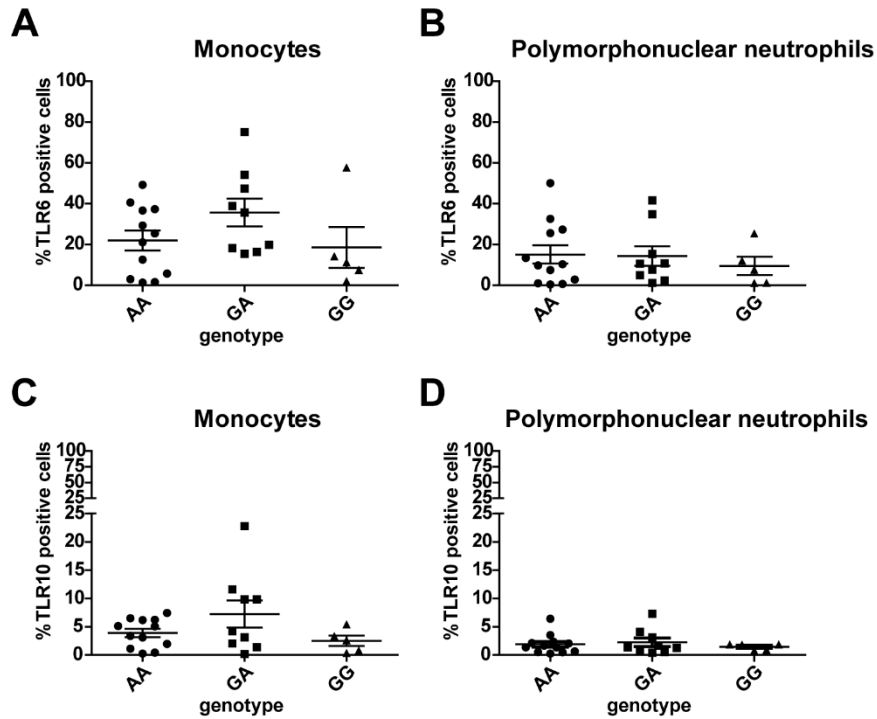 A
Monocytes
%TLR6 positive cells
100
80
60
40
20
0
AA
GA
GG
genotype
B
Polymorphonuclear neutrophils
%TLR6 positive cells
100
80
60
40
20
0
AA
GA
GG
genotype
C
Monocytes
%TLR10 positive cells
100
75
50
25
25
20
15
10
5
0
AA
GA
GG
genotype
D
Polymorphonuclear neutrophils
%TLR10 positive cells
100
75
50
25
25
20
15
10
5
0
AA
GA
GG
genotype